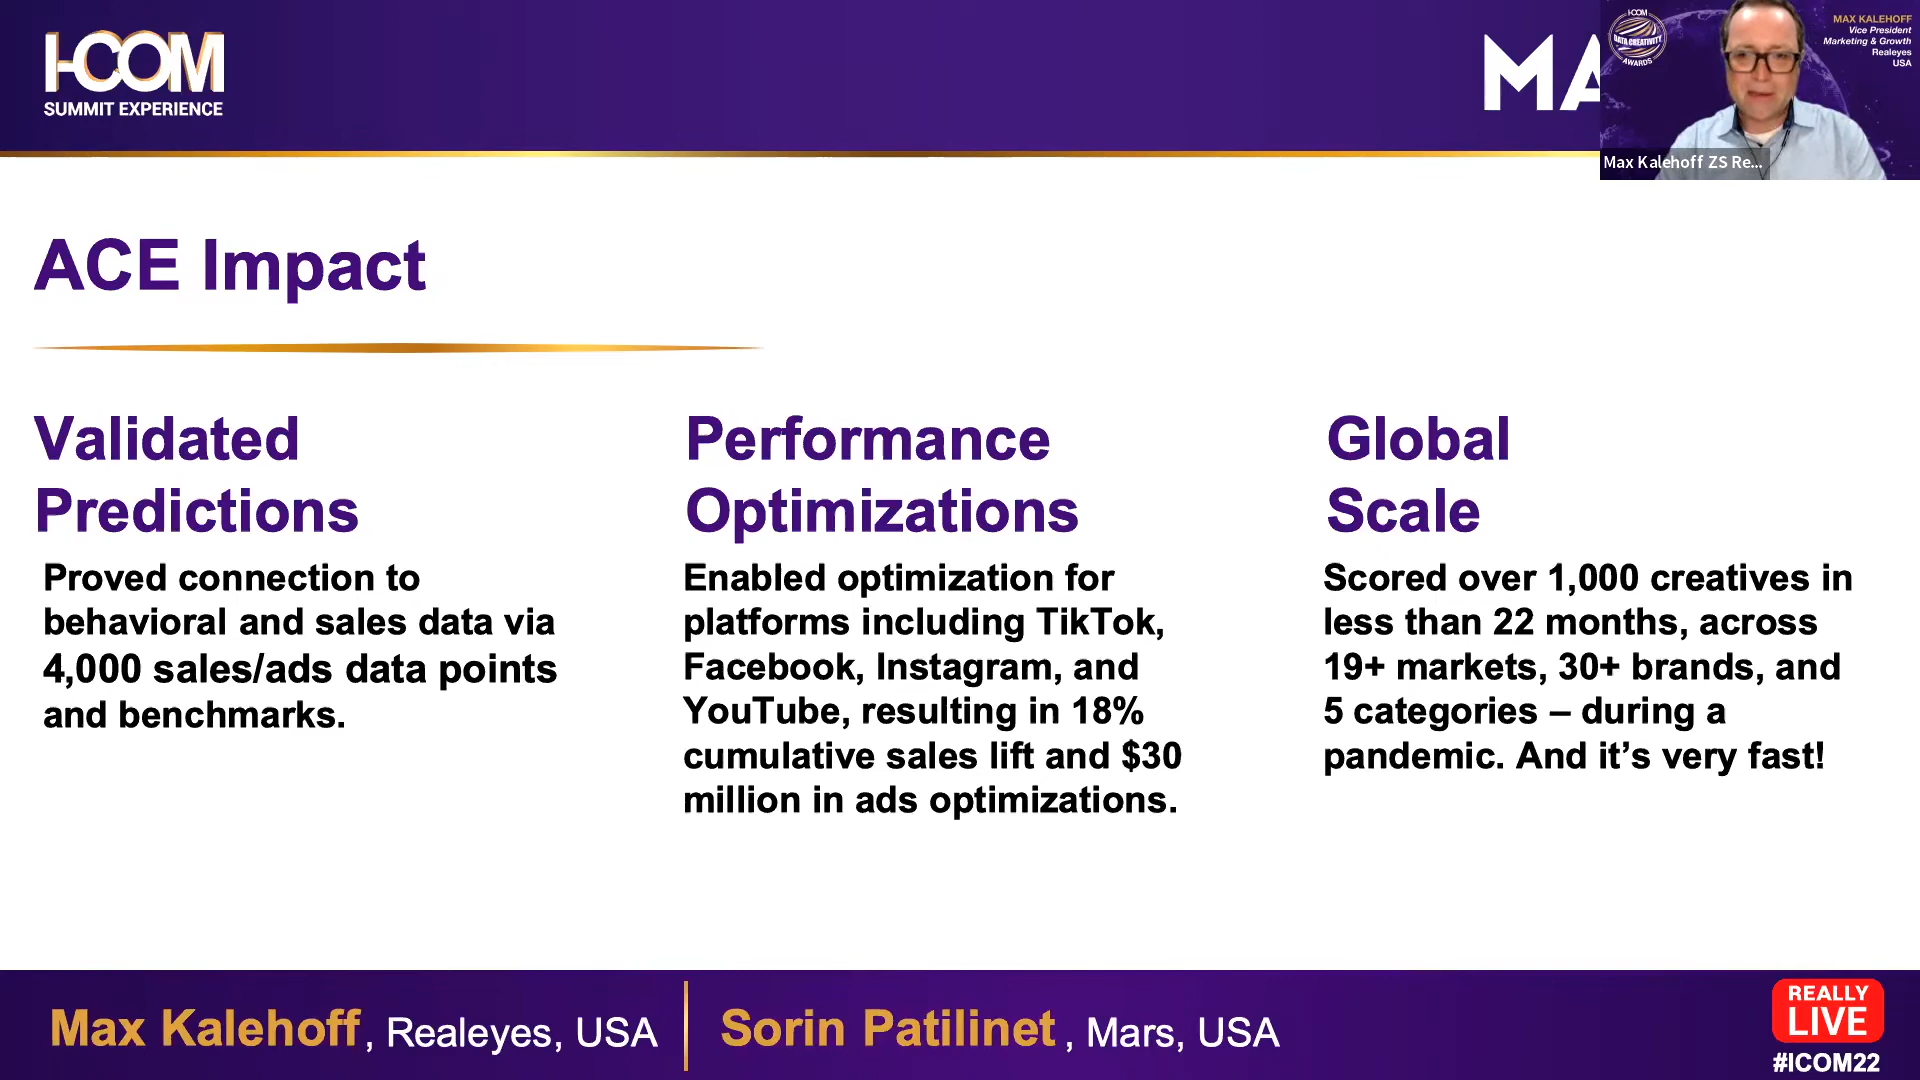 I-COM
SUMMIT EXPERIENCE
MA
I-COM
DATA CREATIVITY
AWARDS
MAX KALEHOFF
Vice President
Marketing & Growth
Realeyes
USA
Max Kalehoff ZS Re...
ACE Impact
Validated
Predictions
Proved connection to
behavioral and sales data via
4,000 sales/ads data points
and benchmarks.
Performance
Optimizations
Enabled optimization for
platforms including TikTok,
Facebook, Instagram, and
YouTube, resulting in 18%
cumulative sales lift and $30
million in ads optimizations.
Global
Scale
Scored over 1,000 creatives in
less than 22 months, across
19+ markets, 30+ brands, and
5 categories – during a
pandemic. And it’s very fast!
Max Kalehoff, Realeyes, USA
Sorin Patilinet, Mars, USA
REALLY
LIVE
#ICOM22